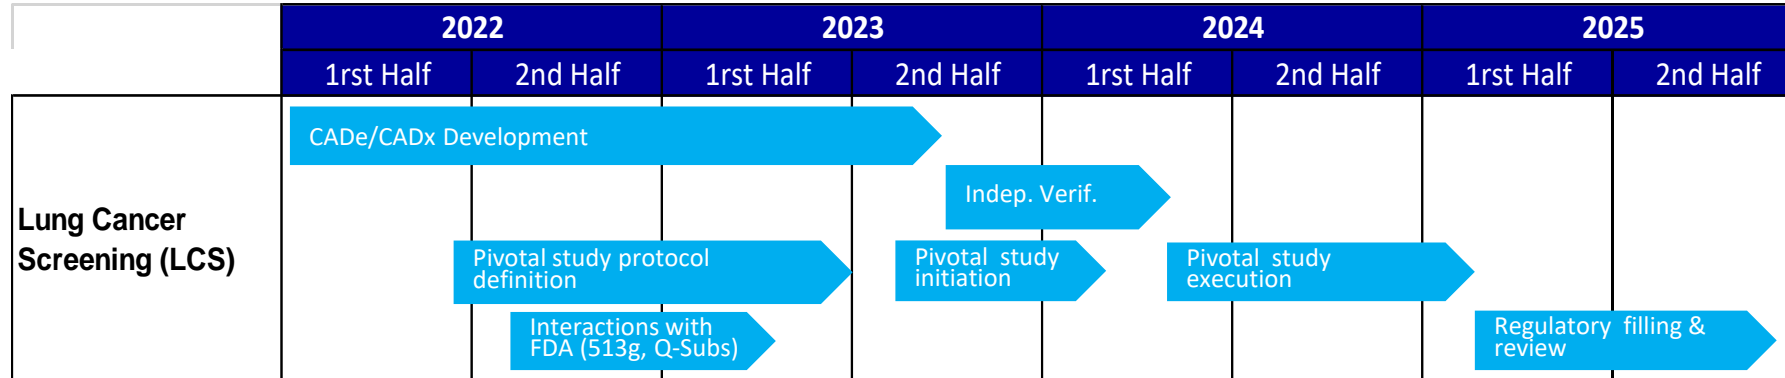 2022 2023 2024 2025
1rst Half 2nd Half 1rst Half 2nd Half 1rst Half 2nd Half 1rst Half 2nd Half
CADe/CADx Development
Indep. Verif.
Lung Cancer
Screening (LCS)
Pivotal study protocol
definition
Pivotal study
initiation
Pivotal study
execution
Interactions with
FDA (513g, Q-Subs)
Regulatory filling &
review